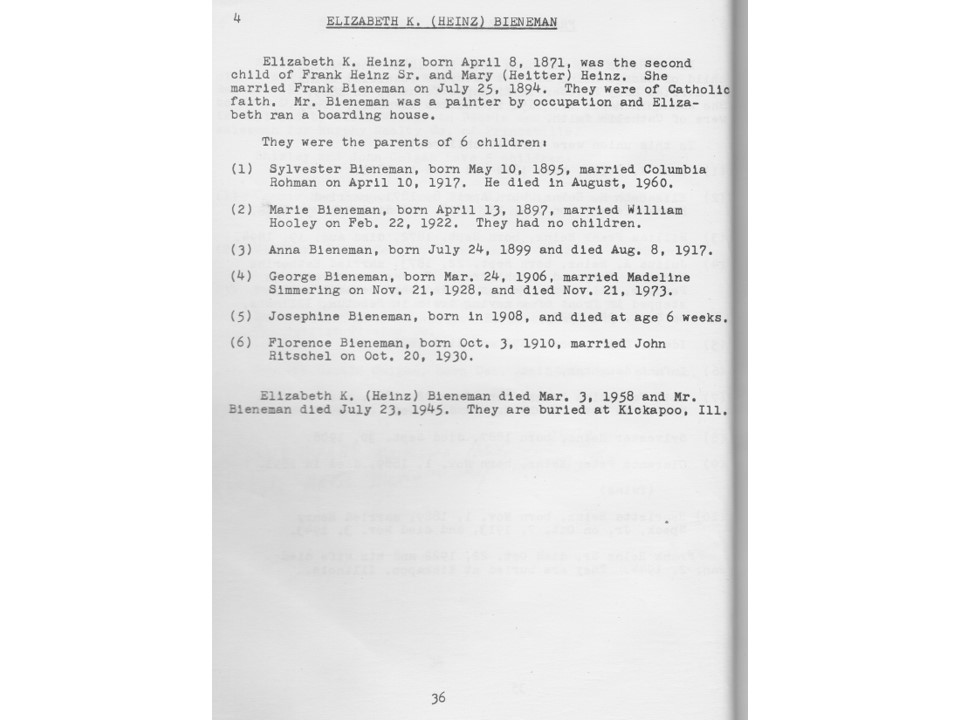 4
ELIZABETH K. (HEINZ) BIENEMAN
Elizabeth K. Heinz, born April 8, 1871, was the second
child of Frank Heinz Sr. and Mary (Heitter) Heinz. She
married Frank Bieneman on July 25, 1894. They were of Catholic
faith. Mr. Bieneman was a painter by occupation and Eliza-
beth ran a boarding house.
They were the parents of 6 children:
(1) Sylvester Bieneman, born May 10, 1895, married Columbia
Rohman on April 10, 1917. He died in August, 1960.
(2) Marie Bieneman, born April 13, 1897, married William
Hooley on Feb. 22, 1922. They had no children.
(3) Anna Bieneman, born July 24, 1899 and died Aug. 8, 1917.
(4) George Bieneman, born Mar. 24, 1906, married Madeline
Simmering on Nov. 21, 1928, and died Nov. 21, 1973.
(5) Josephine Bieneman, born in 1908, and died at age 6 weeks.
(6) Florence Bieneman, born Oct. 3, 1910, married John
Ritschel on Oct. 20, 1930.
Elizabeth K. (Heinz) Bieneman died Mar. 3, 1958 and Mr.
Bieneman died July 23, 1945. They are buried at Kickapoo, Ill.
36